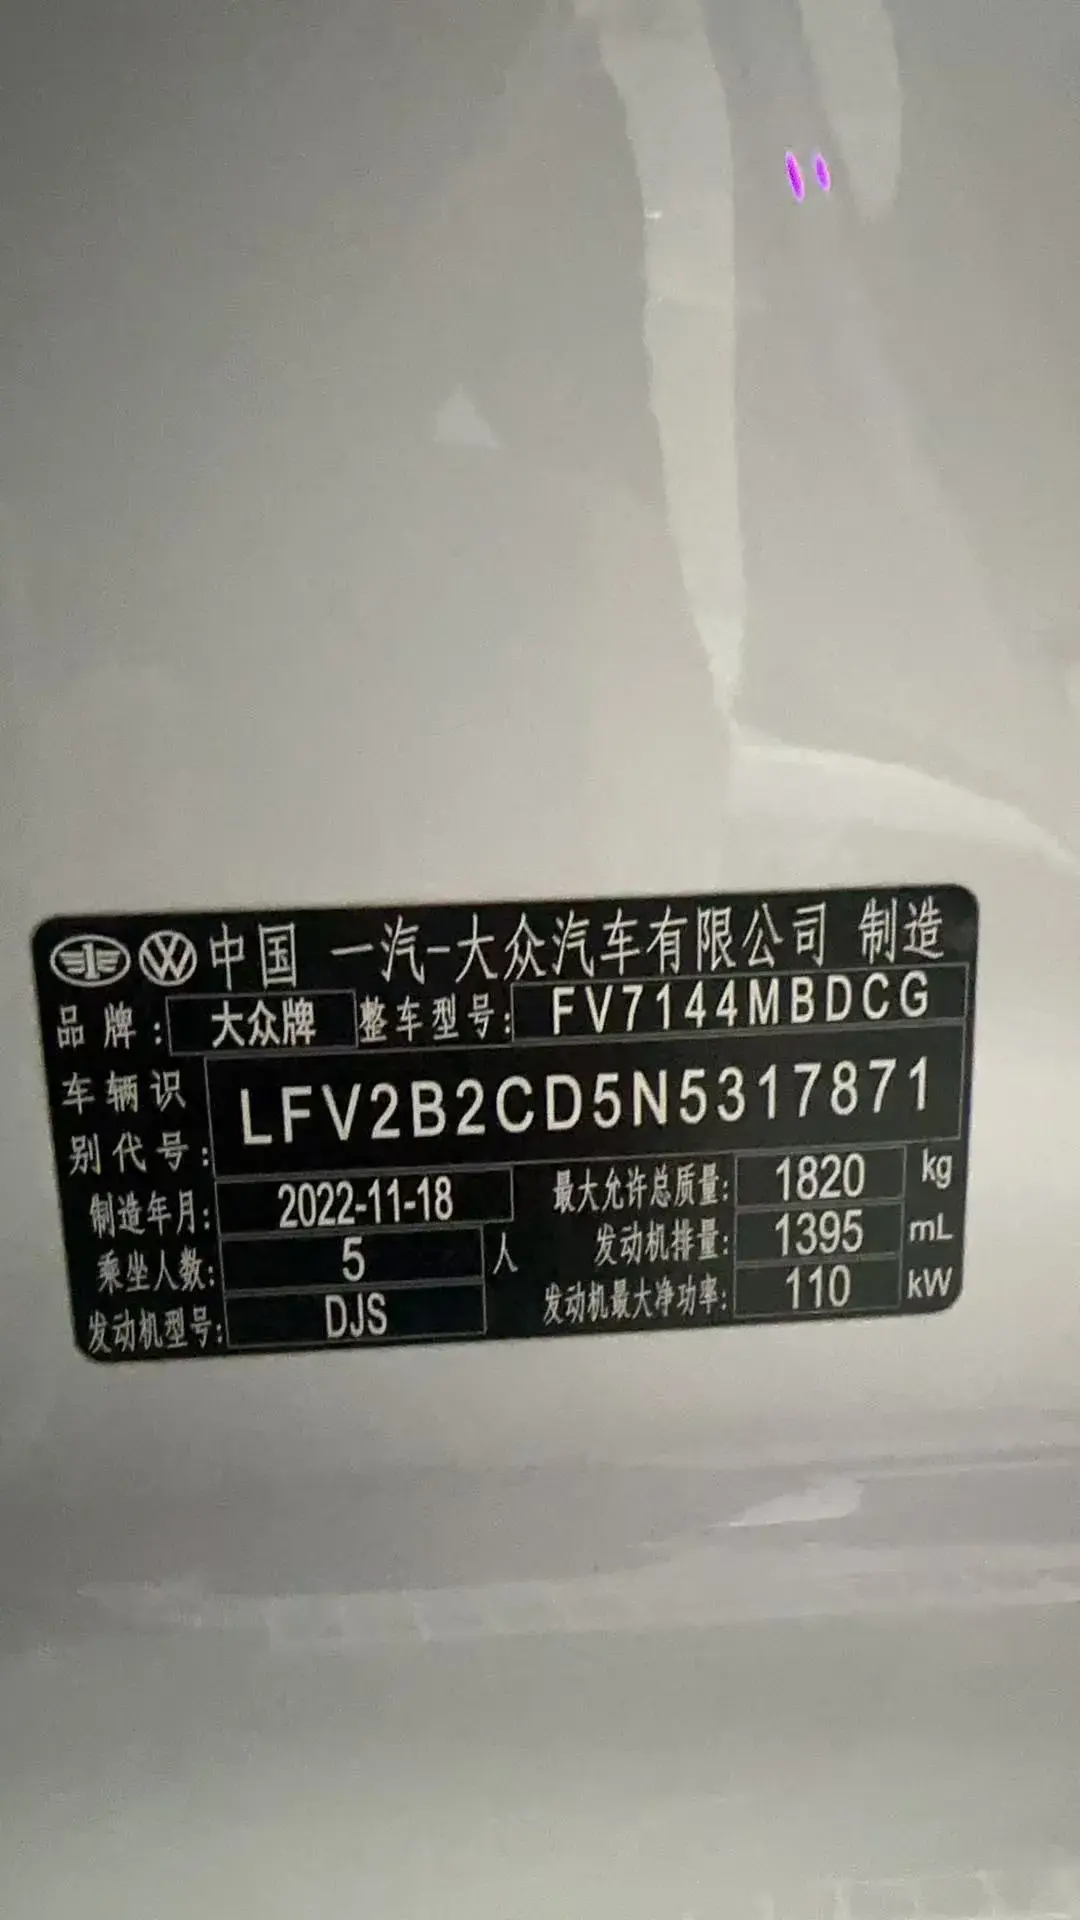 中国 一汽-大众汽车有限公司 制造
品牌: 大众牌 整车型号: FV7144MBDCG
车辆识别代号: LFV2B2CD5N5317871
制造年月: 2022-11-18 最大允许总质量: 1820 kg
乘坐人数: 5 人 发动机排量: 1395 mL
发动机型号: DJS 发动机最大净功率: 110 kW